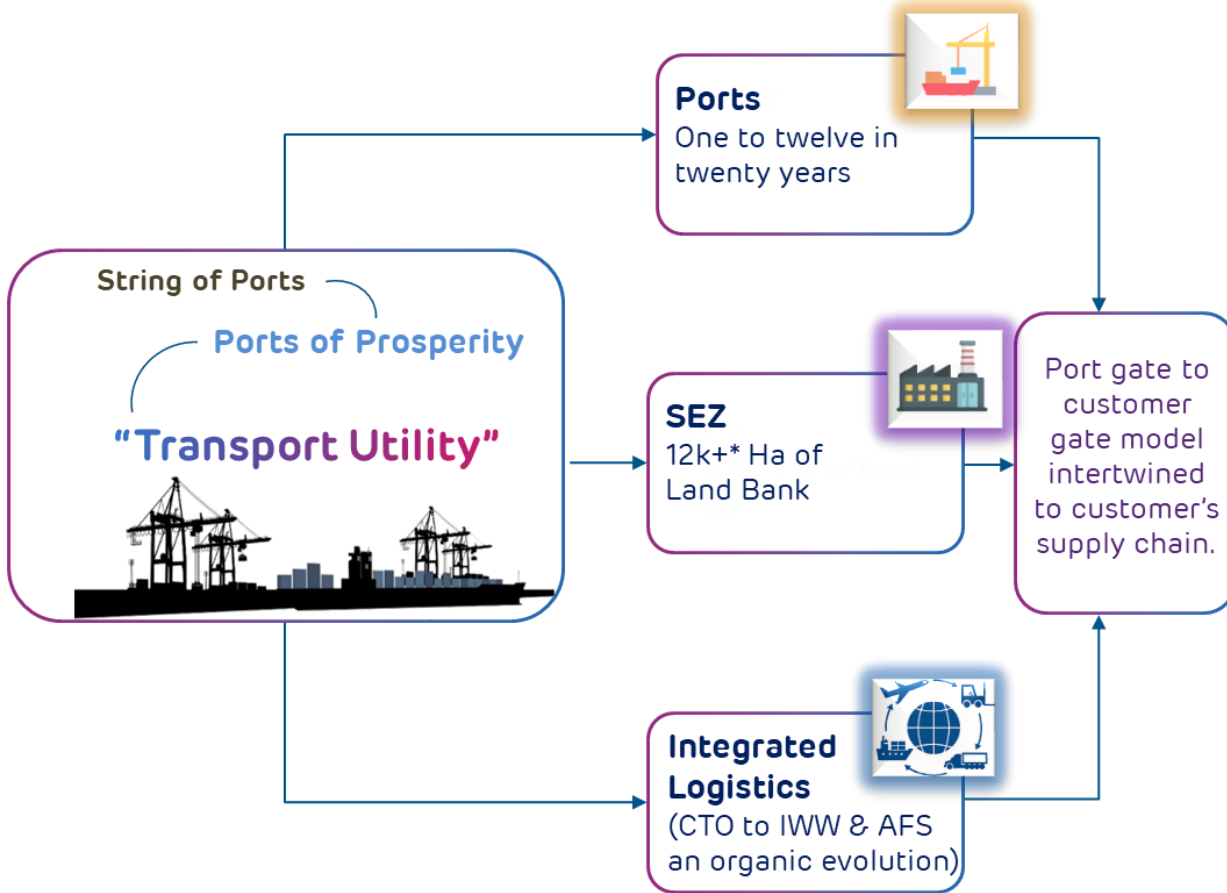 String of Ports
Ports of Prosperity
“Transport Utility”
Ports
One to twelve in
twenty years
SEZ
12k+* Ha of
Land Bank
Integrated
Logistics
(CTO to IWW & AFS
an organic evolution)
Port gate to
customer
gate model
intertwined
to customer’s
supply chain.